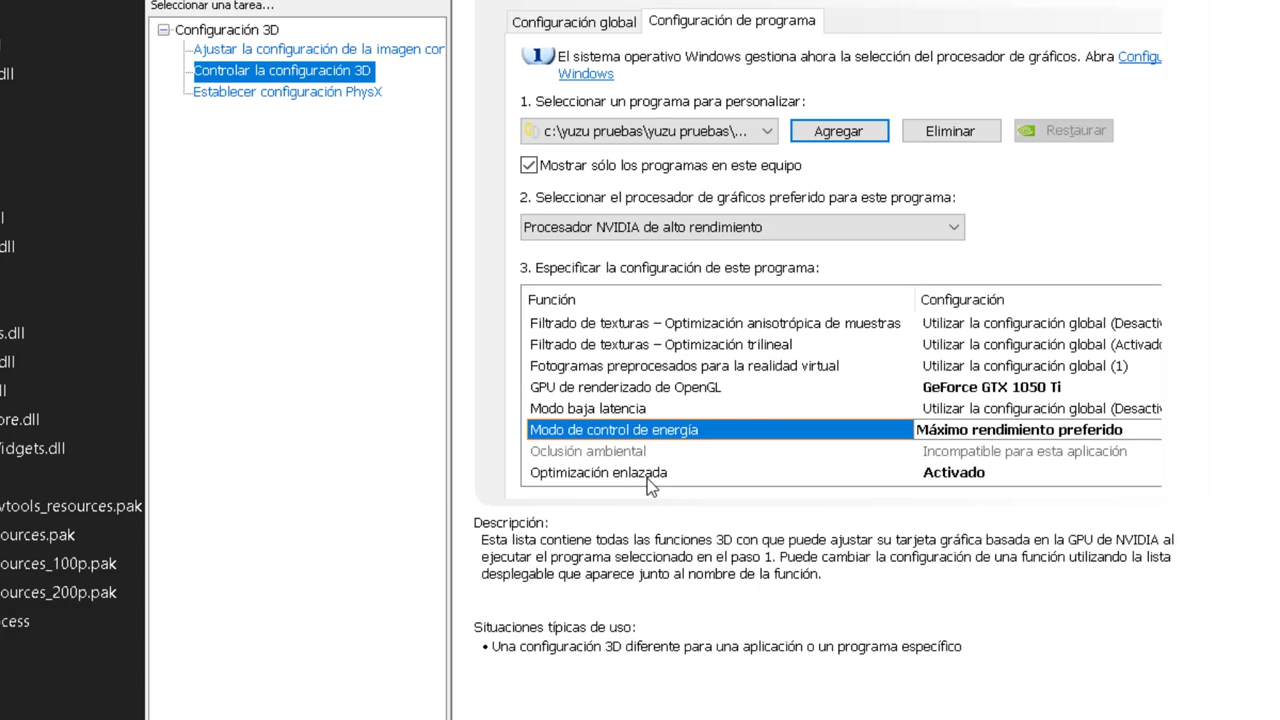 Seleccionar una tarea...
Configuración 3D
Ajustar la configuración de la imagen cor
Controlar la configuración 3D
Establecer configuración PhysX
l
dll
l
dll
s.dll
dll
ll
ore.dll
idgets.dll
vtools_resources.pak
ources.pak
ources_100p.pak
ources_200p.pak
cess
Configuración global
Configuración de programa
El sistema operativo Windows gestiona ahora la selección del procesador de gráficos. Abra Configu
Windows
1. Seleccionar un programa para personalizar:
c:\yuzu pruebas\yuzu pruebas\...
Agregar
Eliminar
Restaurar
Mostrar sólo los programas en este equipo
2. Seleccionar el procesador de gráficos preferido para este programa:
Procesador NVIDIA de alto rendimiento
3. Especificar la configuración de este programa:
Función Configuración
Filtrado de texturas – Optimización anisotrópica de muestras Utilizar la configuración global (Desactiv
Filtrado de texturas – Optimización trilineal Utilizar la configuración global (Activado
Fotogramas preprocesados para la realidad virtual Utilizar la configuración global (1)
GPU de renderizado de OpenGL GeForce GTX 1050 Ti
Modo baja latencia Utilizar la configuración global (Desactiv
Modo de control de energía Máximo rendimiento preferido
Oclusión ambiental Incompatible para esta aplicación
Optimización enlazada Activado
Descripción:
Esta lista contiene todas las funciones 3D con que puede ajustar su tarjeta gráfica basada en la GPU de NVIDIA al
ejecutar el programa seleccionado en el paso 1. Puede cambiar la configuración de una función utilizando la lista
desplegable que aparece junto al nombre de la función.
Situaciones típicas de uso:
• Una configuración 3D diferente para una aplicación o un programa específico